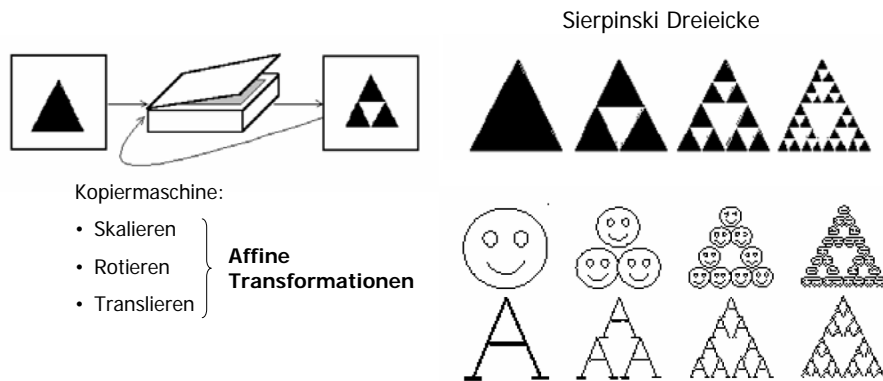 Sierpinski Dreieicke
Kopiermaschine:
• Skalieren
• Rotieren
• Translieren
Affine
Transformationen
A
A
A A